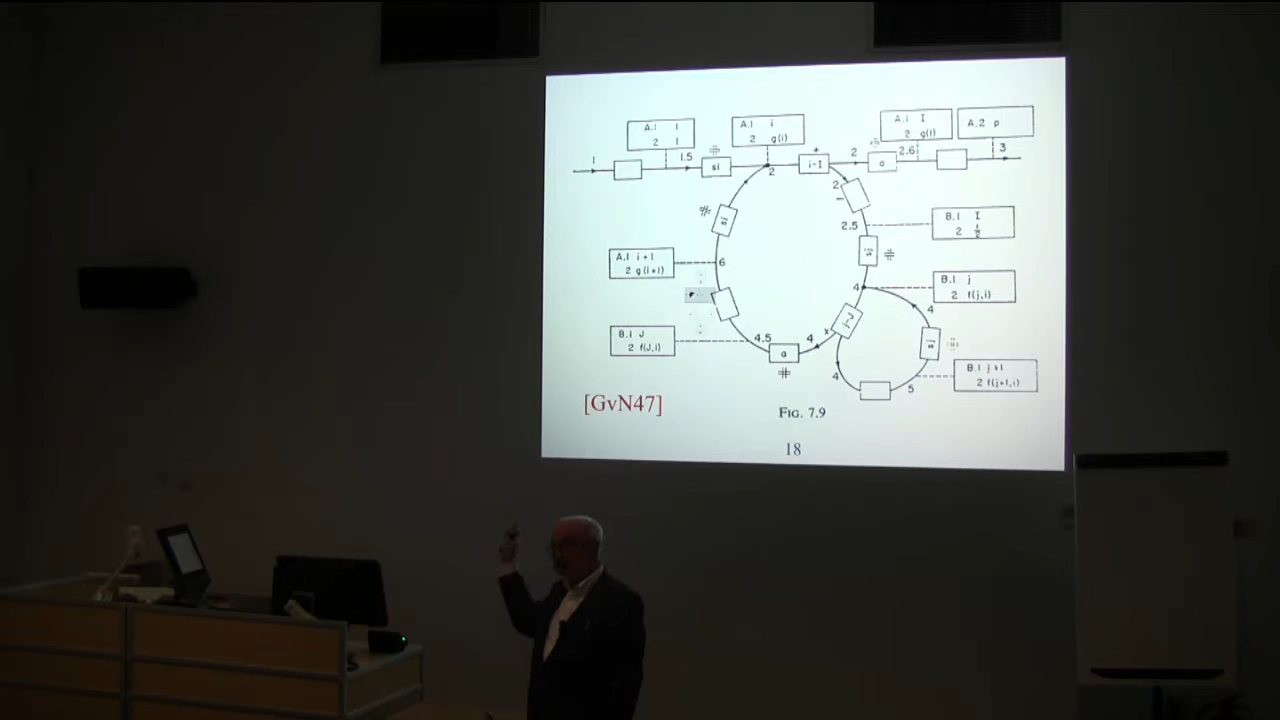 A.1 I
2 1
A.1 i
2 g(i)
A.1 I
2 g(I)
A.2 p
1
1.5
#
si
2
+
i-I
2
#
a
2.6
3
#
2
-
2.5
B.1 I
2 1/2
#
A.1 i+1
2 g(i+1)
6
4
B.1 j
2 f(j,i)
4
B.1 J
2 f(J,i)
4.5
a
#
4
4
5
B.1 j+1
2 f(j+1,i)
[GvN47]
FIG. 7.9
18